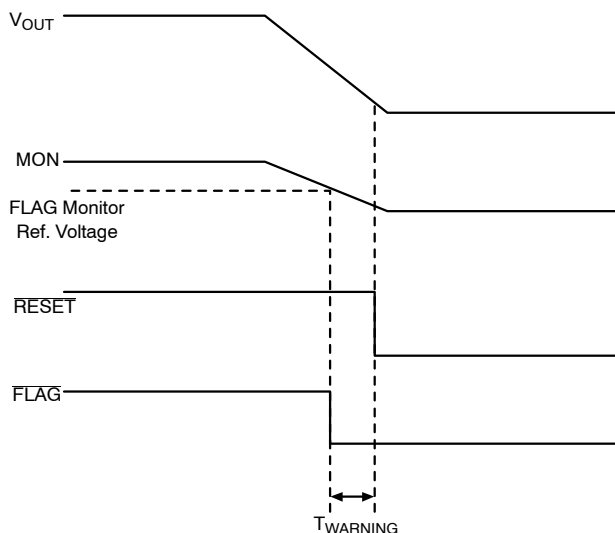 VOUT
MON
FLAG Monitor
Ref. Voltage
RESET
FLAG
TWARNING